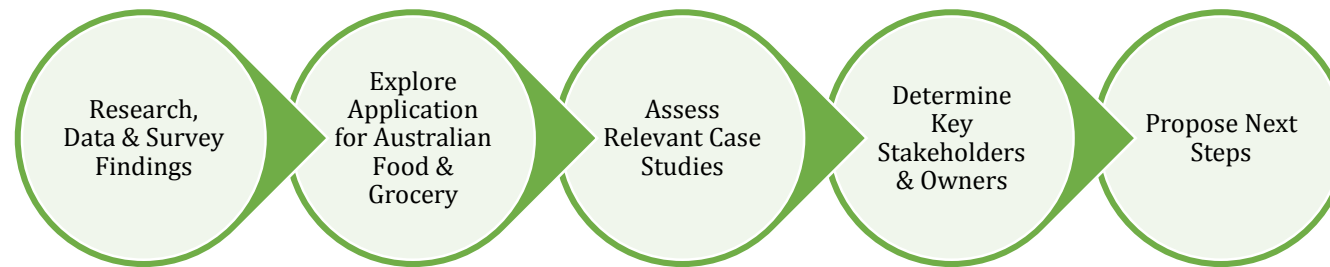 Research,
Data & Survey
Findings
Explore
Application
for Australian
Food &
Grocery
Assess
Relevant Case
Studies
Determine
Key
Stakeholders
& Owners
Propose Next
Steps